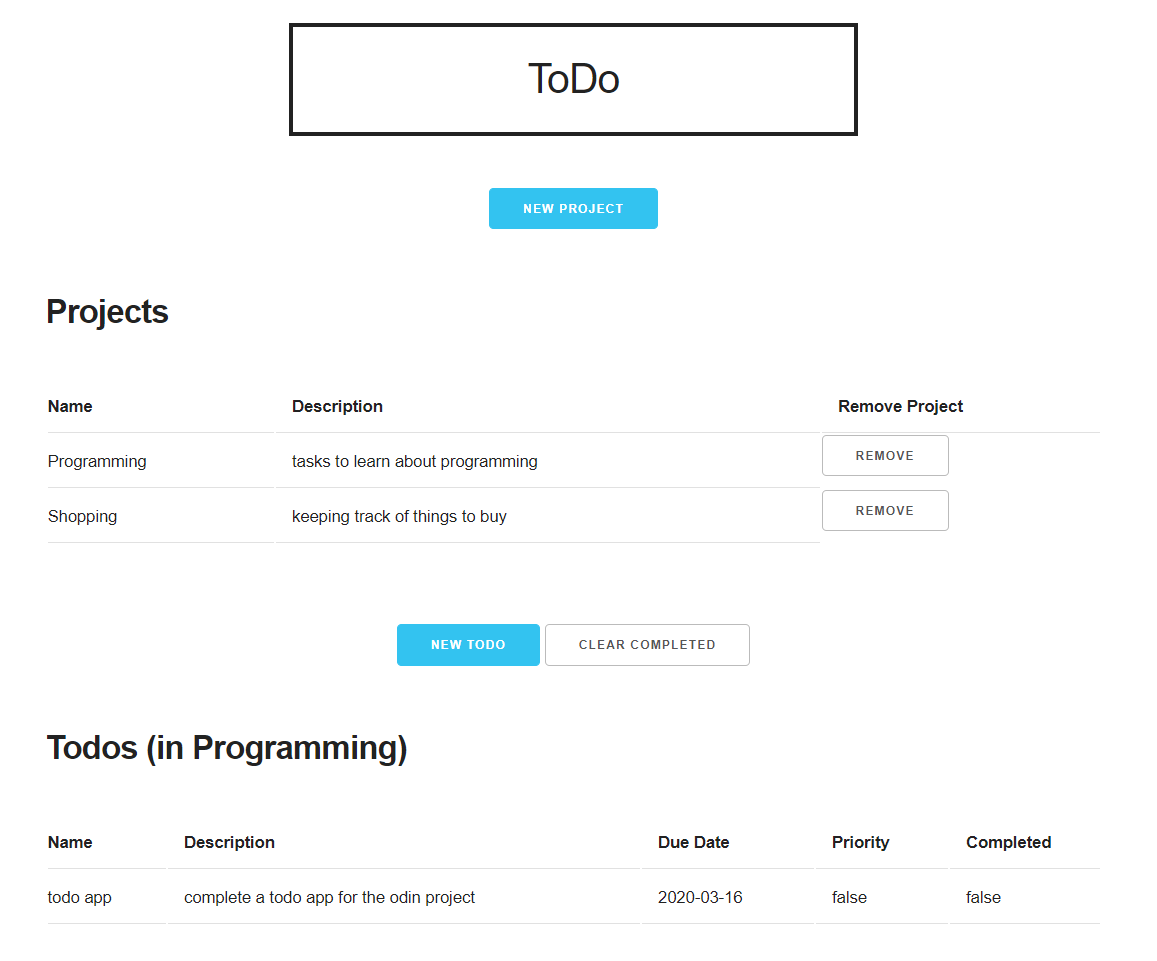 ToDo
NEW PROJECT
Projects
Name Description Remove Project
Programming tasks to learn about programming REMOVE
Shopping keeping track of things to buy REMOVE
NEW TODO CLEAR COMPLETED
Todos (in Programming)
Name Description Due Date Priority Completed
todo app complete a todo app for the odin project 2020-03-16 false false